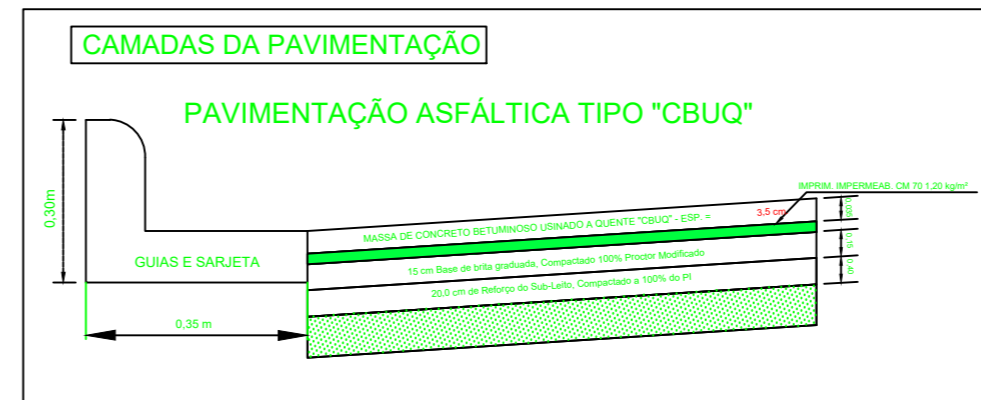 CAMADAS DA PAVIMENTAÇÃO
PAVIMENTAÇÃO ASFÁLTICA TIPO "CBUQ"
IMPRIM. IMPERMEAB. CM 70 1.20 kg/m²
0,30m
MASSA DE CONCRETO BETUMINOSO USINADO A QUENTE "CBUQ" - ESP. = 3.5 cm
GUIAS E SARJETA
15 cm Base de brita graduada, Compactado 100% Proctor Modificado
0,15
20.0 cm de Reforço do Sub-Leito, Compactado a 100% do PI
0,35 m